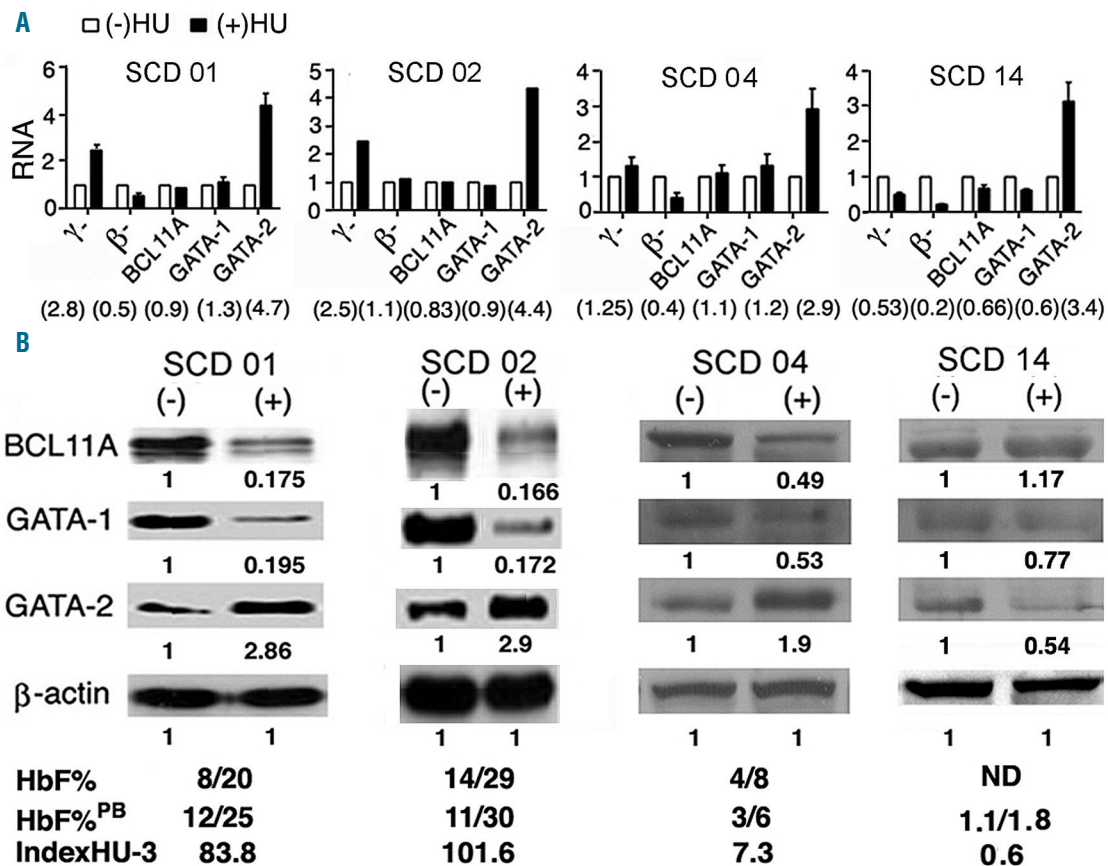 A
(-)HU (+)HU
SCD 01 SCD 02 SCD 04 SCD 14
RNA
6 4 2 0
5 4 3 2 1 0
4 3 2 1 0
4 3 2 1 0
γ- β- BCL11A GATA-1 GATA-2
γ- β- BCL11A GATA-1 GATA-2
γ- β- BCL11A GATA-1 GATA-2
γ- β- BCL11A GATA-1 GATA-2
(2.8) (0.5) (0.9) (1.3) (4.7) (2.5) (1.1) (0.83) (0.9) (4.4) (1.25) (0.4) (1.1) (1.2) (2.9) (0.53) (0.2) (0.66) (0.6) (3.4)
B
SCD 01 SCD 02 SCD 04 SCD 14
(-) (+) (-) (+) (-) (+) (-) (+)
BCL11A
1 0.175 1 0.166 1 0.49 1 1.17
GATA-1
1 0.195 1 0.172 1 0.53 1 0.77
GATA-2
1 2.86 1 2.9 1 1.9 1 0.54
β-actin
1 1 1 1 1 1 1 1
HbF% 8/20 14/29 4/8 ND
HbF%PB 12/25 11/30 3/6 1.1/1.8
IndexHU-3 83.8 101.6 7.3 0.6